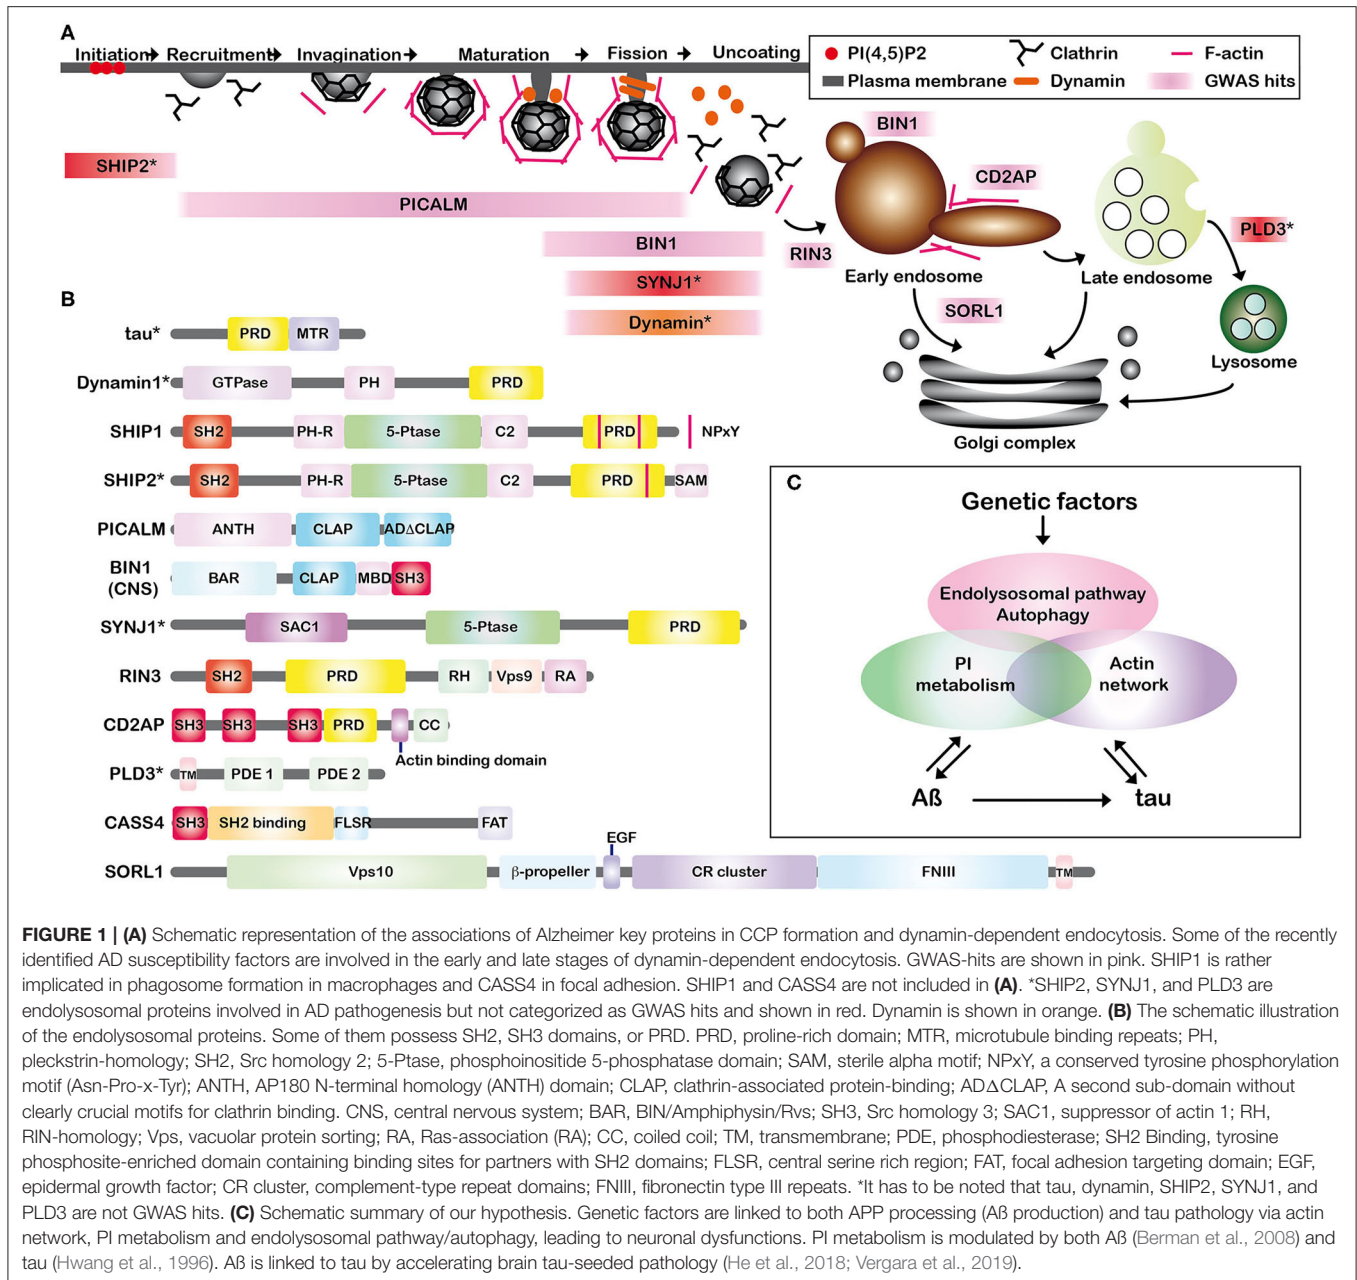 A
Initiation Recruitment Invagination Maturation Fission Uncoating
PI(4,5)P2 Clathrin F-actin
Plasma membrane Dynamin GWAS hits
SHIP2*
PICALM
BIN1
SYNJ1*
Dynamin*
RIN3
BIN1
CD2AP
Early endosome
Late endosome
PLD3*
SORL1
Lysosome
Golgi complex
B
tau* PRD MTR
Dynamin1* GTPase PH PRD
SHIP1 SH2 PH-R 5-Ptase C2 PRD NPxY
SHIP2* SH2 PH-R 5-Ptase C2 PRD SAM
PICALM ANTH CLAP ADΔCLAP
BIN1
(CNS) BAR CLAP MBD SH3
SYNJ1* SAC1 5-Ptase PRD
RIN3 SH2 PRD RH Vps9 RA
CD2AP SH3 SH3 SH3 PRD CC
Actin binding domain
PLD3* TM PDE 1 PDE 2
CASS4 SH3 SH2 binding FLSR FAT
EGF
SORL1 Vps10 β-propeller CR cluster FNIII TM
C
Genetic factors
Endolysosomal pathway
Autophagy
PI
metabolism
Actin
network
Aß tau
FIGURE 1 | (A) Schematic representation of the associations of Alzheimer key proteins in CCP formation and dynamin-dependent endocytosis. Some of the recently
identified AD susceptibility factors are involved in the early and late stages of dynamin-dependent endocytosis. GWAS-hits are shown in pink. SHIP1 is rather
implicated in phagosome formation in macrophages and CASS4 in focal adhesion. SHIP1 and CASS4 are not included in (A). *SHIP2, SYNJ1, and PLD3 are
endolysosomal proteins involved in AD pathogenesis but not categorized as GWAS hits and shown in red. Dynamin is shown in orange. (B) The schematic illustration
of the endolysosomal proteins. Some of them possess SH2, SH3 domains, or PRD. PRD, proline-rich domain; MTR, microtubule binding repeats; PH,
pleckstrin-homology; SH2, Src homology 2; 5-Ptase, phosphoinositide 5-phosphatase domain; SAM, sterile alpha motif; NPxY, a conserved tyrosine phosphorylation
motif (Asn-Pro-x-Tyr); ANTH, AP180 N-terminal homology (ANTH) domain; CLAP, clathrin-associated protein-binding; ADΔCLAP, A second sub-domain without
clearly crucial motifs for clathrin binding. CNS, central nervous system; BAR, BIN/Amphiphysin/Rvs; SH3, Src homology 3; SAC1, suppressor of actin 1; RH,
RIN-homology; Vps, vacuolar protein sorting; RA, Ras-association (RA); CC, coiled coil; TM, transmembrane; PDE, phosphodiesterase; SH2 Binding, tyrosine
phosphosite-enriched domain containing binding sites for partners with SH2 domains; FLSR, central serine rich region; FAT, focal adhesion targeting domain; EGF,
epidermal growth factor; CR cluster, complement-type repeat domains; FNIII, fibronectin type III repeats. *It has to be noted that tau, dynamin, SHIP2, SYNJ1, and
PLD3 are not GWAS hits. (C) Schematic summary of our hypothesis. Genetic factors are linked to both APP processing (Aß production) and tau pathology via actin
network, PI metabolism and endolysosomal pathway/autophagy, leading to neuronal dysfunctions. PI metabolism is modulated by both Aß (Berman et al., 2008) and
tau (Hwang et al., 1996). Aß is linked to tau by accelerating brain tau-seeded pathology (He et al., 2018; Vergara et al., 2019).